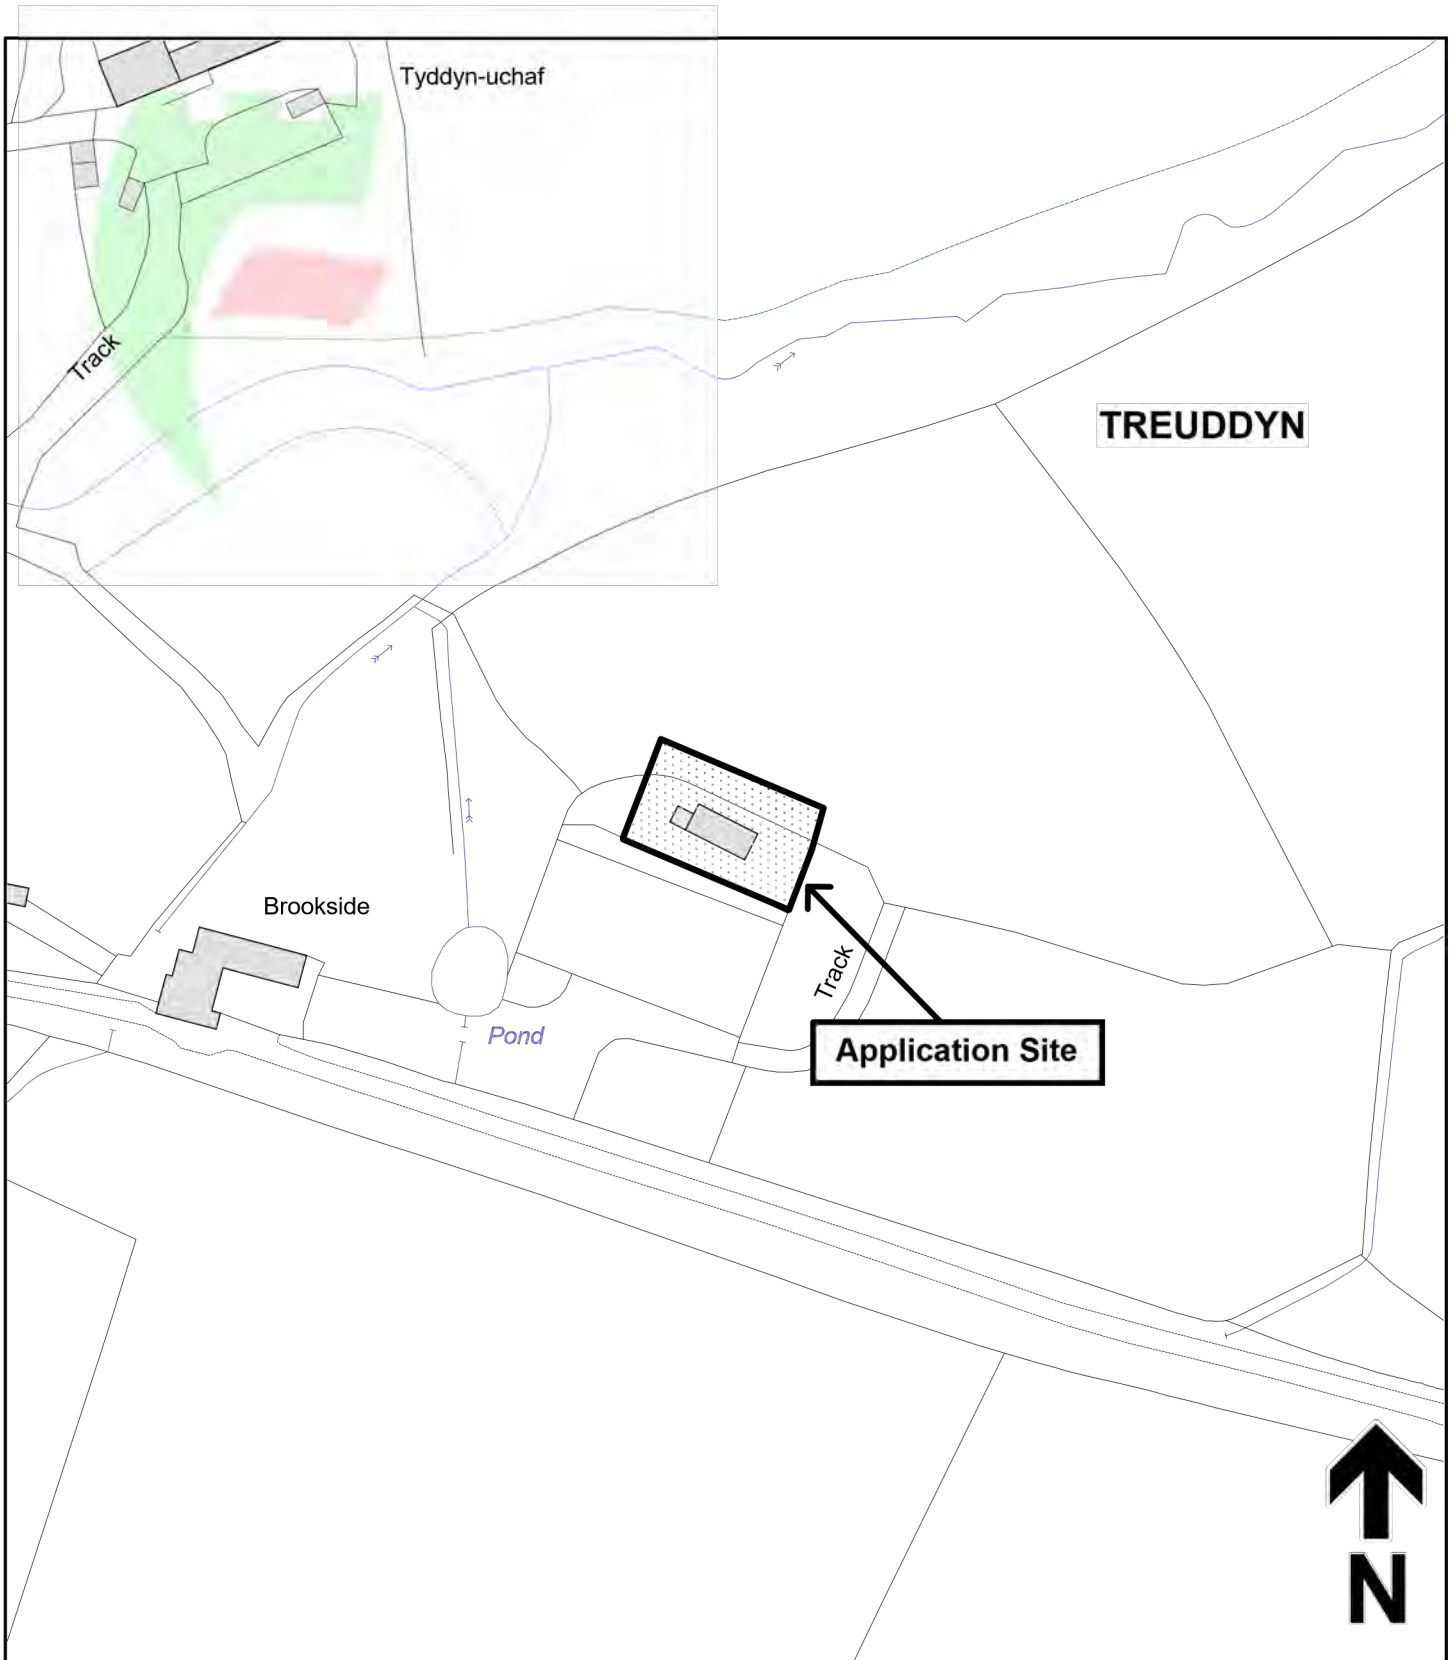 Tyddyn-uchaf
Track
TREUDDYN
Brookside
Track
Pond
Application Site
N